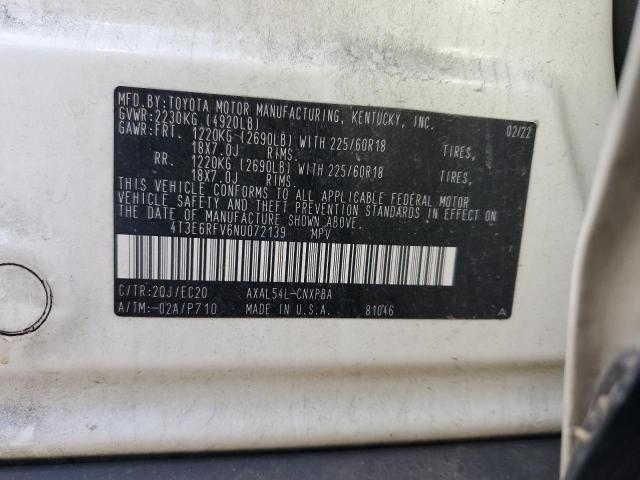 MFD.BY:TOYOTA MOTOR MANUFACTURING, KENTUCKY, INC.
GVWR:2230KG (4920LB) 02/22
GAWR:FRT. 1220KG (2690LB) WITH 225/60R18 TIRES,
18X7.0J RIMS.
RR. 1220KG (2690LB) WITH 225/60R18 TIRES,
18X7.0J RIMS.
THIS VEHICLE CONFORMS TO ALL APPLICABLE FEDERAL MOTOR
VEHICLE SAFETY AND THEFT PREVENTION STANDARDS IN EFFECT ON
THE DATE OF MANUFACTURE SHOWN ABOVE.
4T3E6RFV6NU072139 MPV
C/TR:2QJ/EC20 AXAL54L-CNXPBA
A/TM:-02A/P710 MADE IN U.S.A. 81046 A